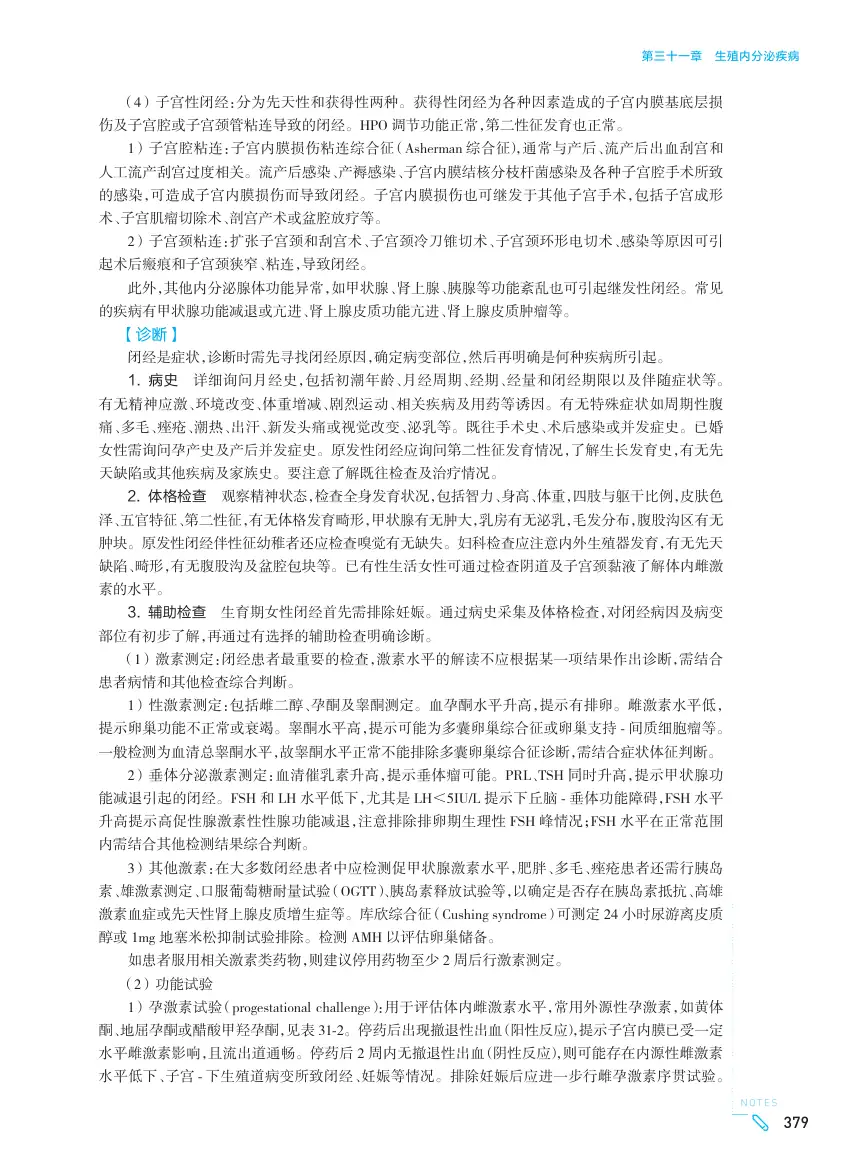 第三十一章　生殖内分泌疾病
（4）子宫性闭经：分为先天性和获得性两种。获得性闭经为各种因素造成的子宫内膜基底层损
伤及子宫腔或子宫颈管粘连导致的闭经。HPO 调节功能正常，第二性征发育也正常。
1）子宫腔粘连：子宫内膜损伤粘连综合征（Asherman 综合征），通常与产后、流产后出血刮宫和
人工流产刮宫过度相关。流产后感染、产褥感染、子宫内膜结核分枝杆菌感染及各种子宫腔手术所致
的感染，可造成子宫内膜损伤而导致闭经。子宫内膜损伤也可继发于其他子宫手术，包括子宫成形
术、子宫肌瘤切除术、剖宫产术或盆腔放疗等。
2）子宫颈粘连：扩张子宫颈和刮宫术、子宫颈冷刀锥切术、子宫颈环形电切术、感染等原因可引
起术后瘢痕和子宫颈狭窄、粘连，导致闭经。
此外，其他内分泌腺体功能异常，如甲状腺、肾上腺、胰腺等功能紊乱也可引起继发性闭经。常见
的疾病有甲状腺功能减退或亢进、肾上腺皮质功能亢进、肾上腺皮质肿瘤等。
【诊断】
闭经是症状，诊断时需先寻找闭经原因，确定病变部位，然后再明确是何种疾病所引起。
1. 病史　详细询问月经史，包括初潮年龄、月经周期、经期、经量和闭经期限以及伴随症状等。
有无精神应激、环境改变、体重增减、剧烈运动、相关疾病及用药等诱因。有无特殊症状如周期性腹
痛、多毛、痤疮、潮热、出汗、新发头痛或视觉改变、泌乳等。既往手术史、术后感染或并发症史。已婚
女性需询问孕产史及产后并发症史。原发性闭经应询问第二性征发育情况，了解生长发育史，有无先
天缺陷或其他疾病及家族史。要注意了解既往检查及治疗情况。
2. 体格检查　观察精神状态，检查全身发育状况，包括智力、身高、体重，四肢与躯干比例，皮肤色
泽、五官特征、第二性征，有无体格发育畸形，甲状腺有无肿大，乳房有无泌乳，毛发分布，腹股沟区有无
肿块。原发性闭经伴性征幼稚者还应检查嗅觉有无缺失。妇科检查应注意内外生殖器发育，有无先天
缺陷、畸形，有无腹股沟及盆腔包块等。已有性生活女性可通过检查阴道及子宫颈黏液了解体内雌激
素的水平。
3. 辅助检查　生育期女性闭经首先需排除妊娠。通过病史采集及体格检查，对闭经病因及病变
部位有初步了解，再通过有选择的辅助检查明确诊断。
（1）激素测定：闭经患者最重要的检查，激素水平的解读不应根据某一项结果作出诊断，需结合
患者病情和其他检查综合判断。
1）性激素测定：包括雌二醇、孕酮及睾酮测定。血孕酮水平升高，提示有排卵。雌激素水平低，
提示卵巢功能不正常或衰竭。睾酮水平高，提示可能为多囊卵巢综合征或卵巢支持 - 间质细胞瘤等。
一般检测为血清总睾酮水平，故睾酮水平正常不能排除多囊卵巢综合征诊断，需结合症状体征判断。
2）垂体分泌激素测定：血清催乳素升高，提示垂体瘤可能。PRL、TSH 同时升高，提示甲状腺功
能减退引起的闭经。FSH 和 LH 水平低下，尤其是 LH＜5IU/L 提示下丘脑 - 垂体功能障碍，FSH 水平
升高提示高促性腺激素性性腺功能减退，注意排除排卵期生理性 FSH 峰情况；FSH 水平在正常范围
内需结合其他检测结果综合判断。
3）其他激素：在大多数闭经患者中应检测促甲状腺激素水平，肥胖、多毛、痤疮患者还需行胰岛
素、雄激素测定、口服葡萄糖耐量试验（OGTT）、胰岛素释放试验等，以确定是否存在胰岛素抵抗、高雄
激素血症或先天性肾上腺皮质增生症等。库欣综合征（Cushing syndrome）可测定 24 小时尿游离皮质
醇或 1mg 地塞米松抑制试验排除。检测 AMH 以评估卵巢储备。
如患者服用相关激素类药物，则建议停用药物至少 2 周后行激素测定。
（2）功能试验
1）孕激素试验（progestational challenge）：用于评估体内雌激素水平，常用外源性孕激素，如黄体
酮、地屈孕酮或醋酸甲羟孕酮，见表 31-2。停药后出现撤退性出血（阳性反应），提示子宫内膜已受一定
水平雌激素影响，且流出道通畅。停药后 2 周内无撤退性出血（阴性反应），则可能存在内源性雌激素
水平低下、子宫 - 下生殖道病变所致闭经、妊娠等情况。排除妊娠后应进一步行雌孕激素序贯试验。
NOTES
379